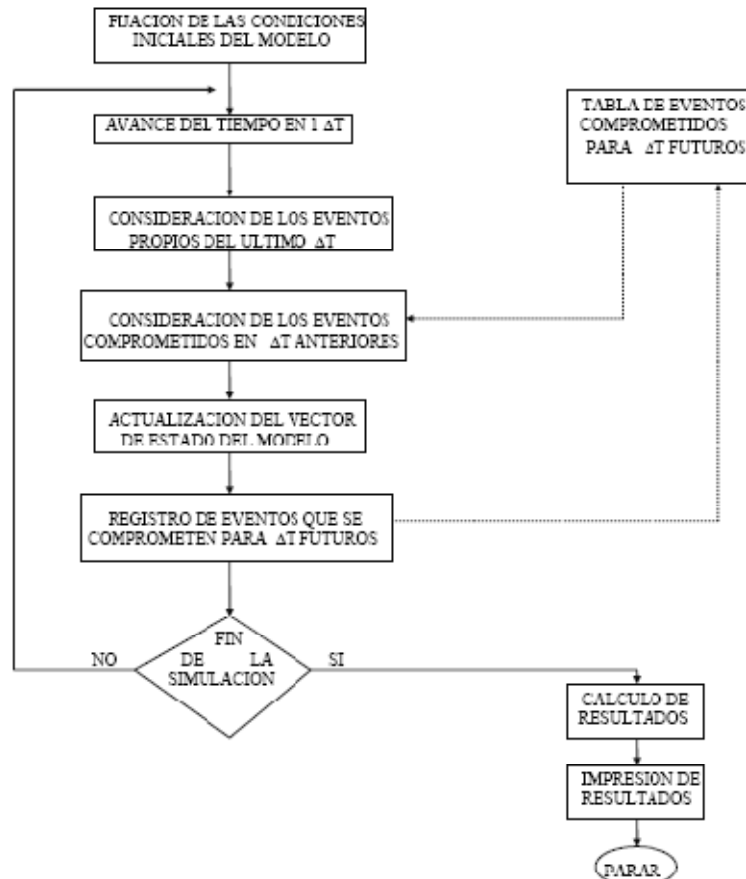 FIJACION DE LAS CONDICIONES
INICIALES DEL MODELO
AVANCE DEL TIEMPO EN 1 ΔT
TABLA DE EVENTOS
COMPROMETIDOS
PARA ΔT FUTUROS
CONSIDERACION DE LOS EVENTOS
PROPIOS DEL ULTIMO ΔT
CONSIDERACION DE LOS EVENTOS
COMPROMETIDOS EN ΔT ANTERIORES
ACTUALIZACION DEL VECTOR
DE ESTADO DEL MODELO
REGISTRO DE EVENTOS QUE SE
COMPROMETEN PARA ΔT FUTUROS
FIN
NO DE LA SI
SIMULACION
CALCULO DE
RESULTADOS
IMPRESION DE
RESULTADOS
PARAR